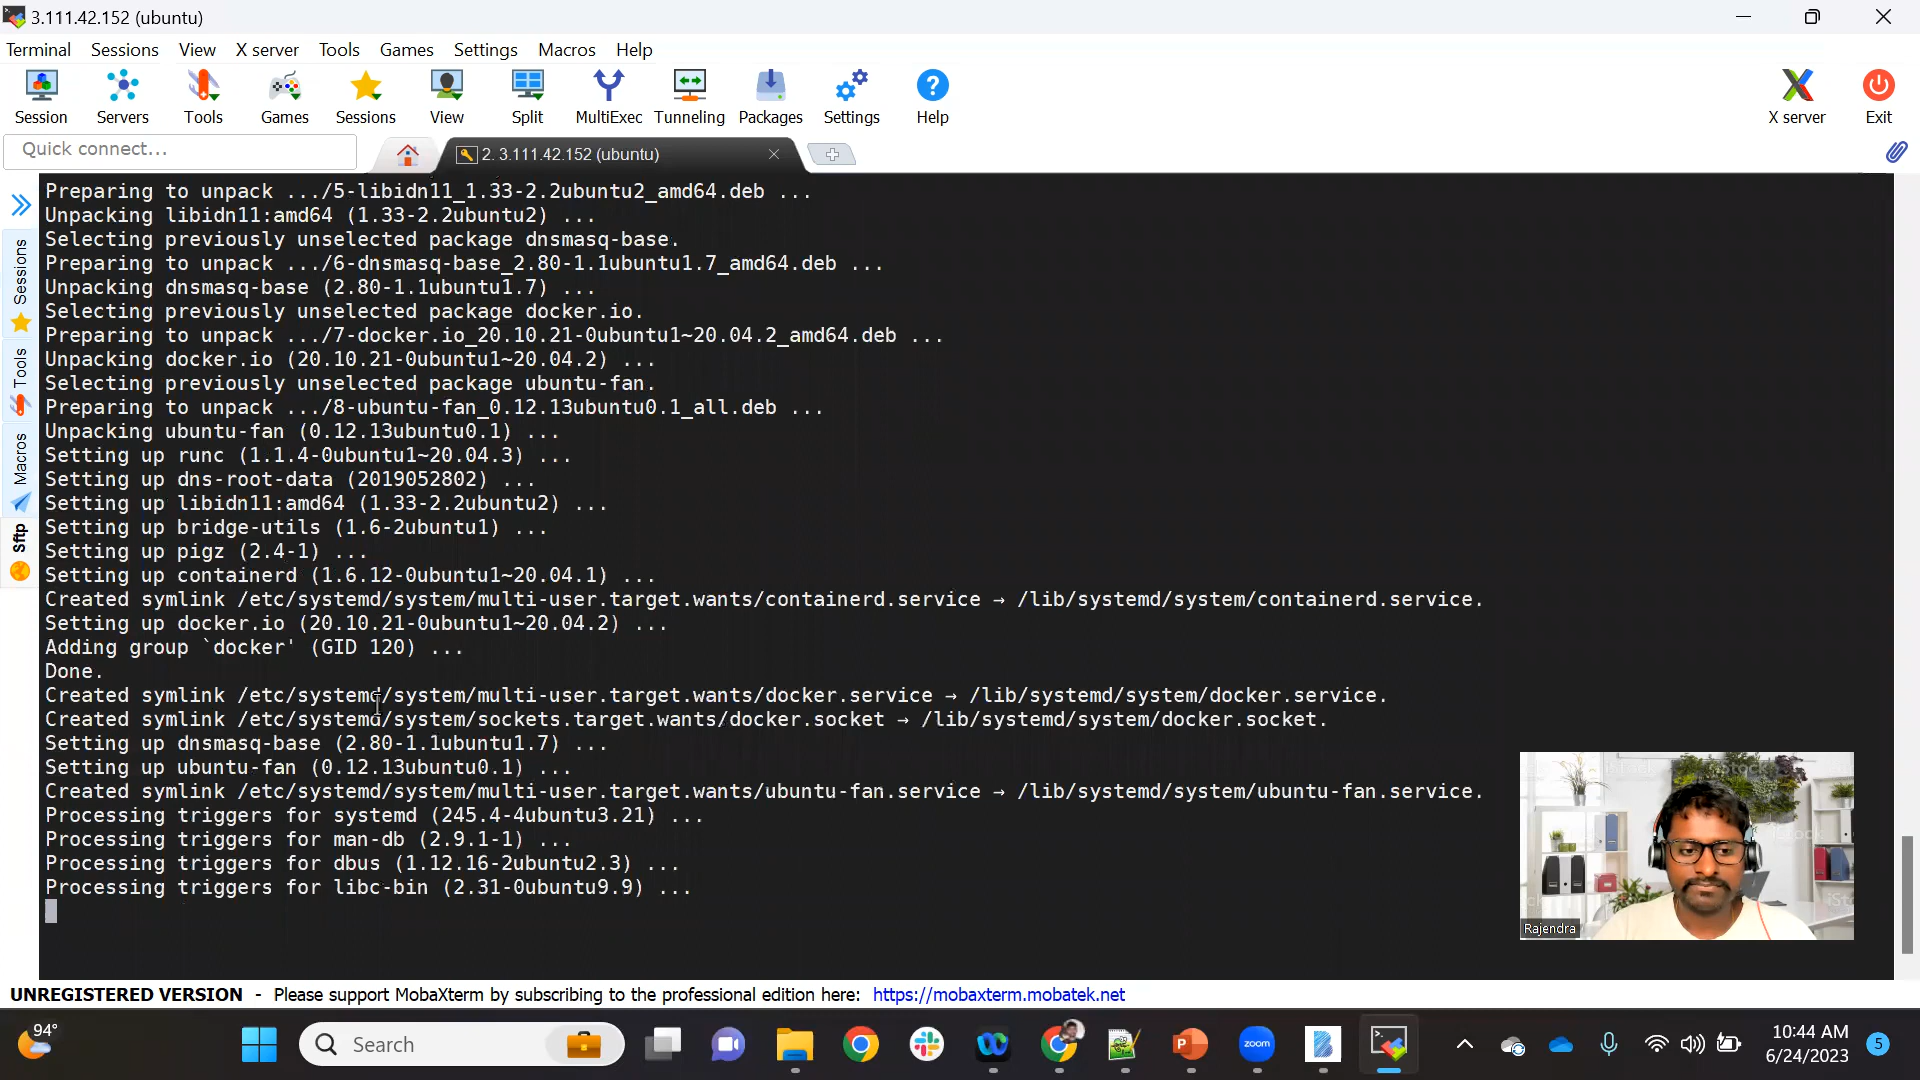 3.111.42.152 (ubuntu)
Terminal Sessions View X server Tools Games Settings Macros Help
Session Servers Tools Games Sessions View Split MultiExec Tunneling Packages Settings Help X server Exit
Quick connect...
2. 3.111.42.152 (ubuntu)
Sessions
Tools
Macros
Sftp
Preparing to unpack .../5-libidn11_1.33-2.2ubuntu2_amd64.deb ...
Unpacking libidn11:amd64 (1.33-2.2ubuntu2) ...
Selecting previously unselected package dnsmasq-base.
Preparing to unpack .../6-dnsmasq-base_2.80-1.1ubuntu1.7_amd64.deb ...
Unpacking dnsmasq-base (2.80-1.1ubuntu1.7) ...
Selecting previously unselected package docker.io.
Preparing to unpack .../7-docker.io_20.10.21-0ubuntu1~20.04.2_amd64.deb ...
Unpacking docker.io (20.10.21-0ubuntu1~20.04.2) ...
Selecting previously unselected package ubuntu-fan.
Preparing to unpack .../8-ubuntu-fan_0.12.13ubuntu0.1_all.deb ...
Unpacking ubuntu-fan (0.12.13ubuntu0.1) ...
Setting up runc (1.1.4-0ubuntu1~20.04.3) ...
Setting up dns-root-data (2019052802) ...
Setting up libidn11:amd64 (1.33-2.2ubuntu2) ...
Setting up bridge-utils (1.6-2ubuntu1) ...
Setting up pigz (2.4-1) ...
Setting up containerd (1.6.12-0ubuntu1~20.04.1) ...
Created symlink /etc/systemd/system/multi-user.target.wants/containerd.service → /lib/systemd/system/containerd.service.
Setting up docker.io (20.10.21-0ubuntu1~20.04.2) ...
Adding group `docker' (GID 120) ...
Done.
Created symlink /etc/systemd/system/multi-user.target.wants/docker.service → /lib/systemd/system/docker.service.
Created symlink /etc/systemd/system/sockets.target.wants/docker.socket → /lib/systemd/system/docker.socket.
Setting up dnsmasq-base (2.80-1.1ubuntu1.7) ...
Setting up ubuntu-fan (0.12.13ubuntu0.1) ...
Created symlink /etc/systemd/system/multi-user.target.wants/ubuntu-fan.service → /lib/systemd/system/ubuntu-fan.service.
Processing triggers for systemd (245.4-4ubuntu3.21) ...
Processing triggers for man-db (2.9.1-1) ...
Processing triggers for dbus (1.12.16-2ubuntu2.3) ...
Processing triggers for libc-bin (2.31-0ubuntu9.9) ...
Rajendra
UNREGISTERED VERSION - Please support MobaXterm by subscribing to the professional edition here: https://mobaxterm.mobatek.net
94°
Search
zoom
10:44 AM
6/24/2023
5